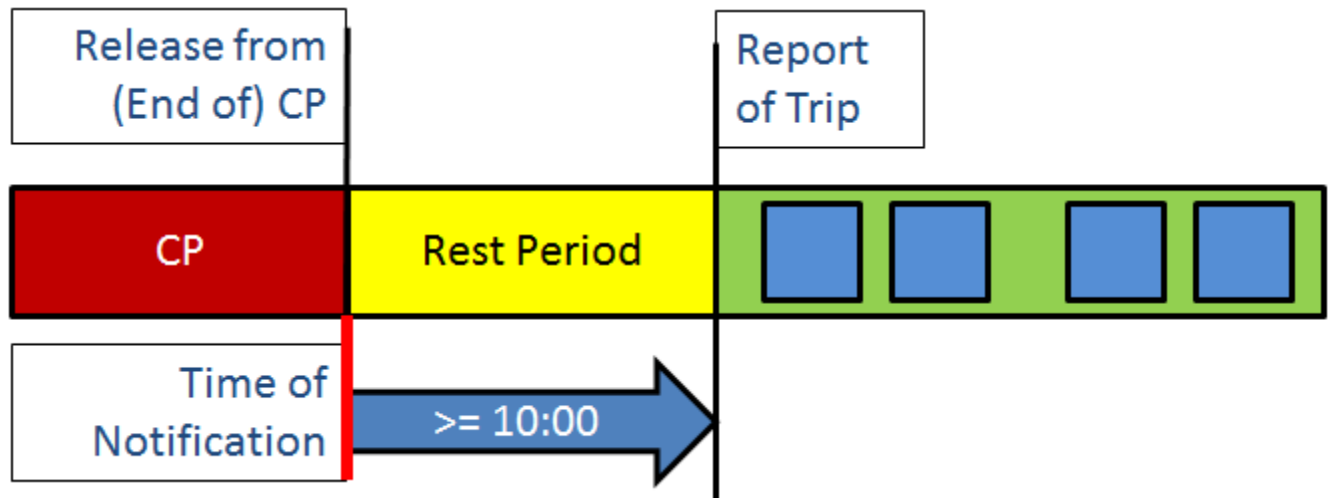 Release from
(End of) CP
Report
of Trip
CP
Rest Period
Time of
Notification
>= 10:00